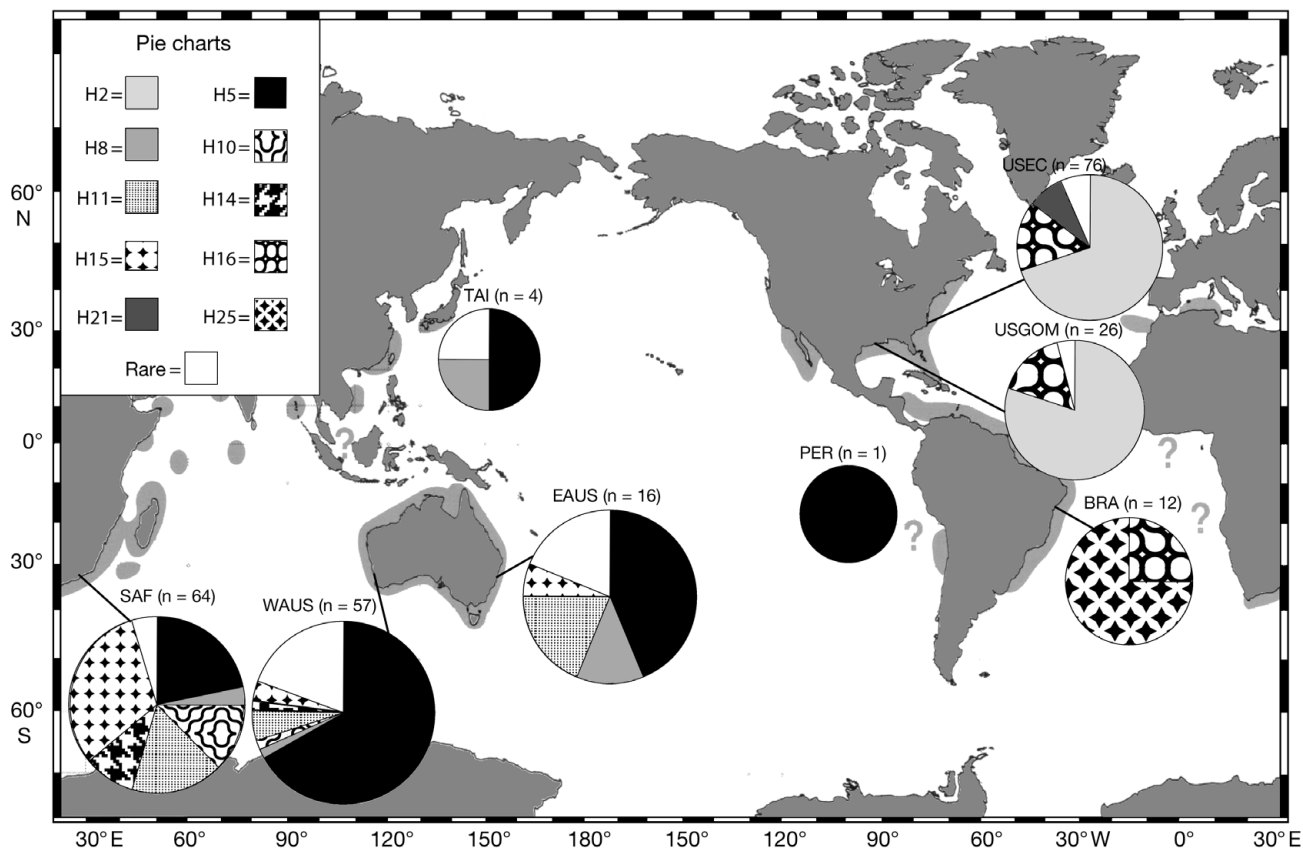 Pie charts
H2= H5=
H8= H10=
H11= H14=
H15= H16=
H21= H25=
Rare=
60°
N
30°
0°
30°
60°
S
USEC (n = 76)
TAI (n = 4)
USGOM (n = 26)
?
?
PER (n = 1)
EAUS (n = 16)
BRA (n = 12)
?
?
SAF (n = 64)
WAUS (n = 57)
30° E 60° 90° 120° 150° 180° 150° 120° 90° 60° 30° W 0° 30° E